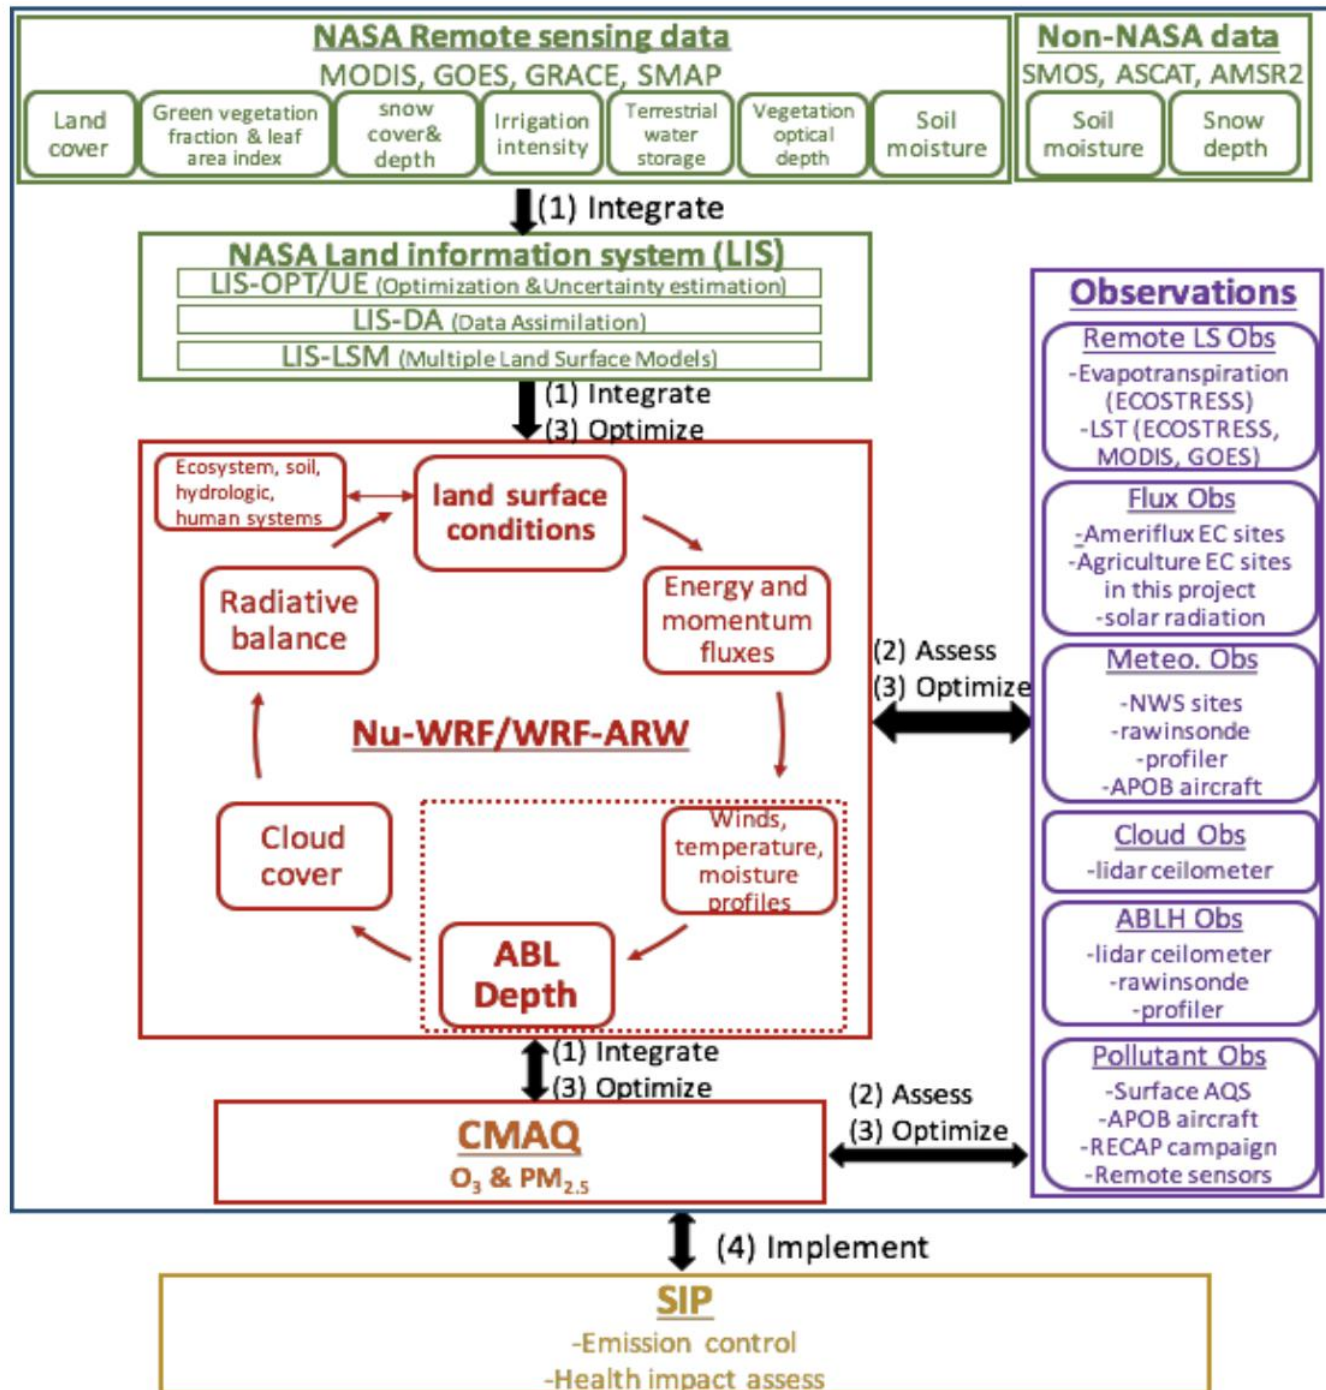 NASA Remote sensing data
MODIS, GOES, GRACE, SMAP
Land
cover
Green vegetation
fraction & leaf
area index
snow
cover&
depth
Irrigation
intensity
Terrestrial
water
storage
Vegetation
optical
depth
Soil
moisture
Non-NASA data
SMOS, ASCAT, AMSR2
Soil
moisture
Snow
depth
(1) Integrate
NASA Land information system (LIS)
LIS-OPT/UE (Optimization &Uncertainty estimation)
LIS-DA (Data Assimilation)
LIS-LSM (Multiple Land Surface Models)
(1) Integrate
(3) Optimize
Ecosystem, soil,
hydrologic,
human systems
land surface
conditions
Radiative
balance
Energy and
momentum
fluxes
Nu-WRF/WRF-ARW
Cloud
cover
Winds,
temperature,
moisture
profiles
ABL
Depth
(2) Assess
(3) Optimize
Observations
Remote LS Obs
-Evapotranspiration
(ECOSTRESS)
-LST (ECOSTRESS,
MODIS, GOES)
Flux Obs
-Ameriflux EC sites
-Agriculture EC sites
in this project
-solar radiation
Meteo. Obs
-NWS sites
-rawinsonde
-profiler
-APOB aircraft
Cloud Obs
-lidar ceilometer
ABLH Obs
-lidar ceilometer
-rawinsonde
-profiler
Pollutant Obs
-Surface AQS
-APOB aircraft
-RECAP campaign
-Remote sensors
(1) Integrate
(3) Optimize
(2) Assess
(3) Optimize
CMAQ
O₃ & PM₂.₅
(4) Implement
SIP
-Emission control
-Health impact assess